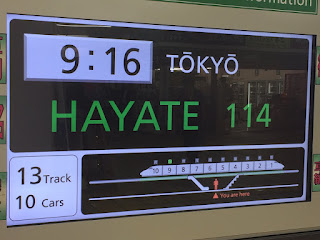 information
9:16 TŌKYŌ
HAYATE 114
13 Track
10 Cars
10 9 8 7 6 5 4 3 2 1
▲ You are here.